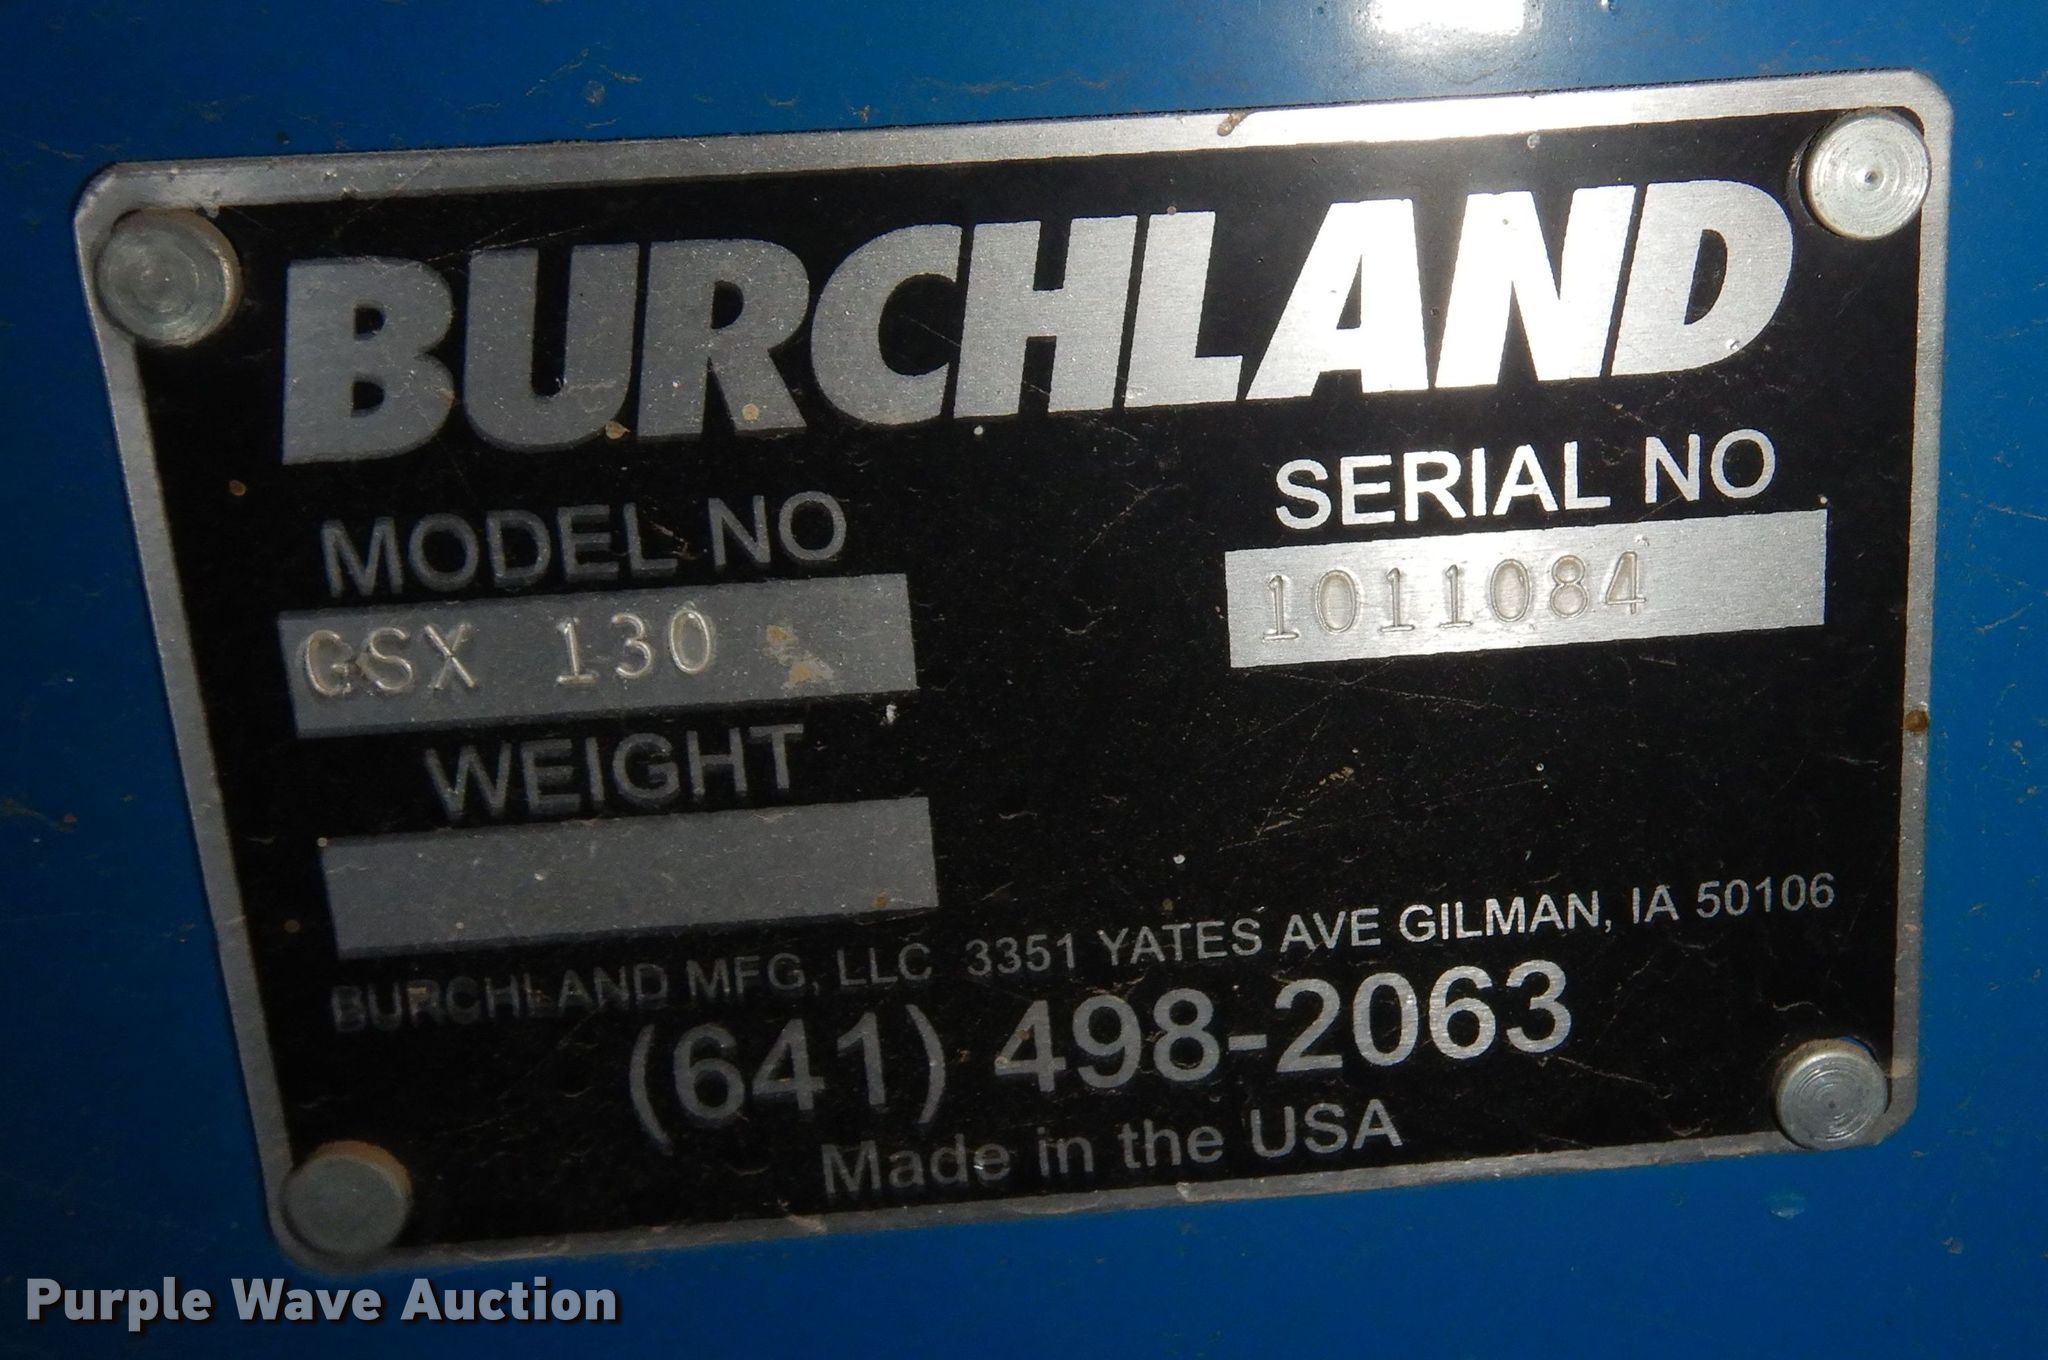 BURCHLAND
MODEL NO
GSX 130
SERIAL NO
1011084
WEIGHT
BURCHLAND MFG, LLC 3351 YATES AVE GILMAN, IA 50106
(641) 498-2063
Made in the USA
Purple Wave Auction